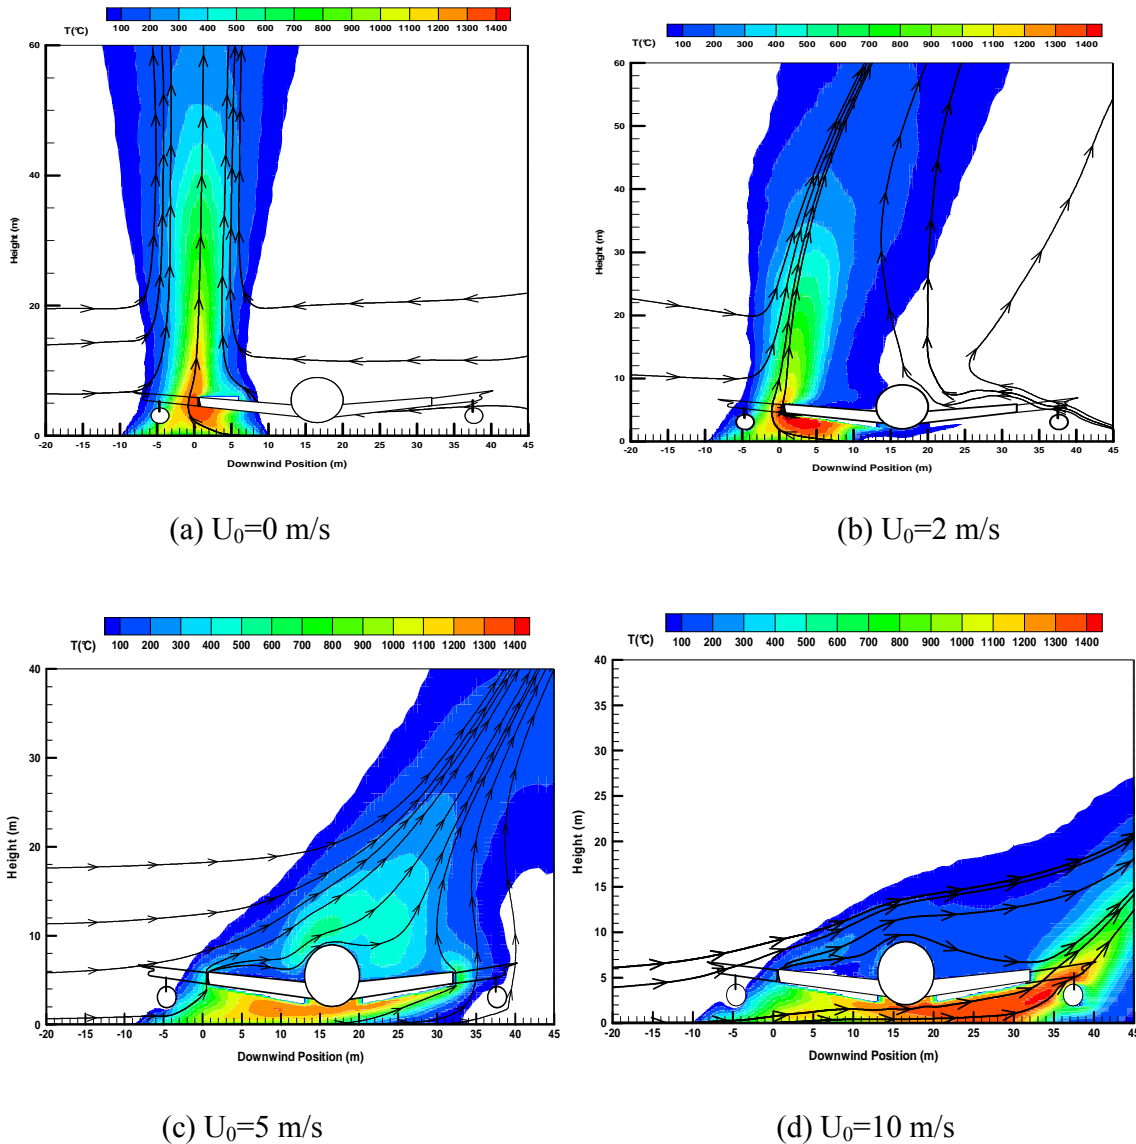 T(℃) 100 200 300 400 500 600 700 800 900 1000 1100 1200 1300 1400
60
40
20
0
Height (m)
-20 -15 -10 -5 0 5 10 15 20 25 30 35 40 45
Downwind Position (m)
(a) U₀=0 m/s
T(℃) 100 200 300 400 500 600 700 800 900 1000 1100 1200 1300 1400
60
50
40
30
20
10
0
Height (m)
-20 -15 -10 -5 0 5 10 15 20 25 30 35 40 45
Downwind Position (m)
(b) U₀=2 m/s
T(℃) 100 200 300 400 500 600 700 800 900 1000 1100 1200 1300 1400
40
30
20
10
0
Height (m)
-20 -15 -10 -5 0 5 10 15 20 25 30 35 40 45
Downwind Position (m)
(c) U₀=5 m/s
T(℃) 100 200 300 400 500 600 700 800 900 1000 1100 1200 1300 1400
40
35
30
25
20
15
10
5
0
Height (m)
-20 -15 -10 -5 0 5 10 15 20 25 30 35 40 45
Downwind Position (m)
(d) U₀=10 m/s